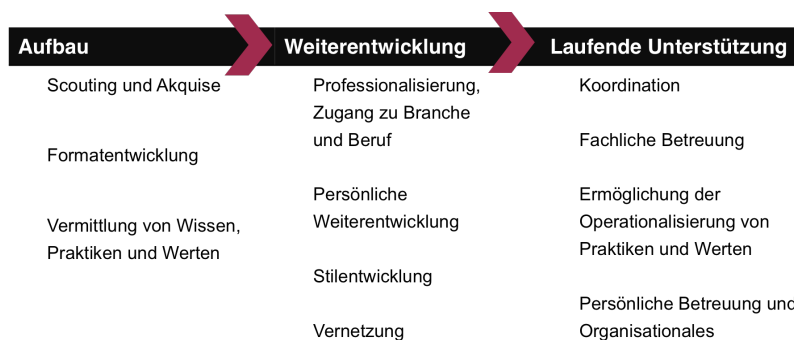 Aufbau
Scouting und Akquise
Formatentwicklung
Vermittlung von Wissen,
Praktiken und Werten
Weiterentwicklung
Professionalisierung,
Zugang zu Branche
und Beruf
Persönliche
Weiterentwicklung
Stilentwicklung
Vernetzung
Laufende Unterstützung
Koordination
Fachliche Betreuung
Ermöglichung der
Operationalisierung von
Praktiken und Werten
Persönliche Betreuung und
Organisationales